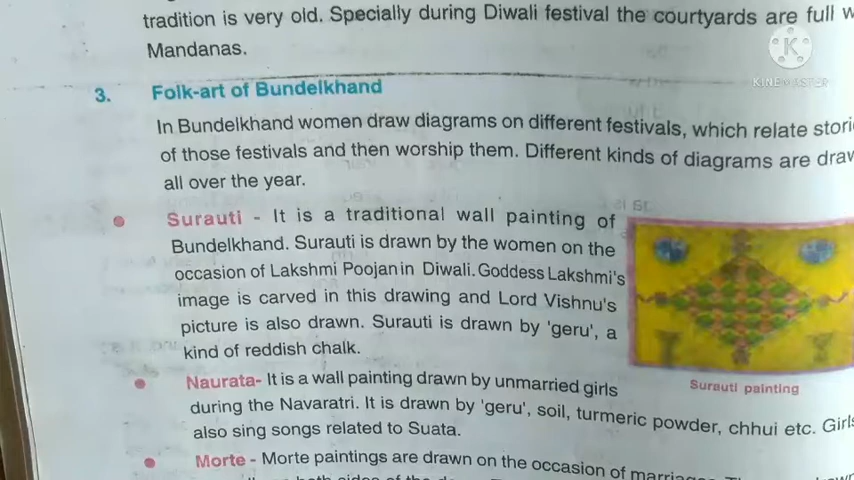 tradition is very old. Specially during Diwali festival the courtyards are full
Mandanas.
KINEMASTER
3. Folk-art of Bundelkhand
In Bundelkhand women draw diagrams on different festivals, which relate
of those festivals and then worship them. Different kinds of diagrams are
all over the year.
Surauti - It is a traditional wall painting of
Bundelkhand. Surauti is drawn by the women on the
occasion of Lakshmi Poojan in Diwali. Goddess Lakshmi's
image is carved in this drawing and Lord Vishnu's
picture is also drawn. Surauti is drawn by 'geru', a
kind of reddish chalk.
Surauti painting
Naurata- It is a wall painting drawn by unmarried girls
during the Navaratri. It is drawn by 'geru', soil, turmeric powder, chhui etc. Girls
also sing songs related to Suata.
Morte - Morte paintings are drawn on the occasion of